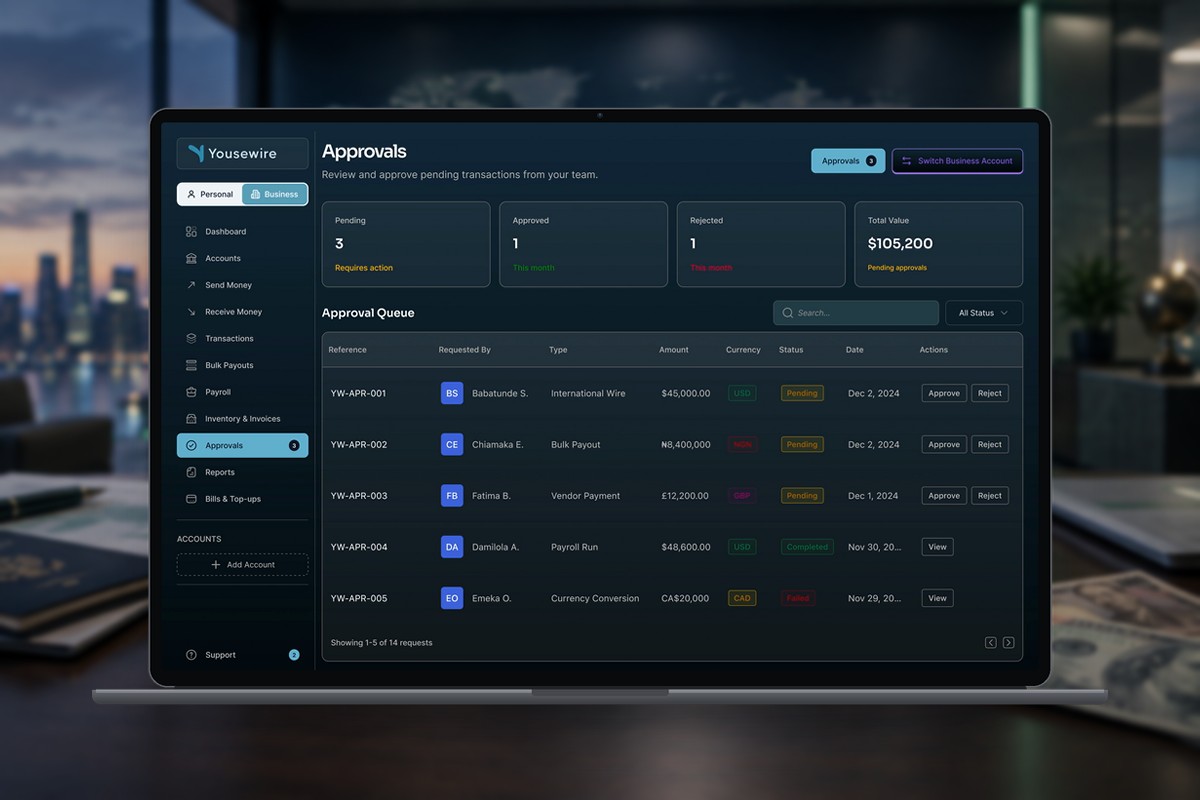 Yousewire
Personal
Business
Dashboard
Accounts
Send Money
Receive Money
Transactions
Bulk Payouts
Payroll
Inventory & Invoices
Approvals 3
Reports
Bills & Top-ups
ACCOUNTS
+ Add Account
Support 2
Approvals
Review and approve pending transactions from your team.
Approvals 3
Switch Business Account
Pending
3
Requires action
Approved
1
This month
Rejected
1
This month
Total Value
$105,200
Pending approvals
Approval Queue
Search...
All Status
Reference Requested By Type Amount Currency Status Date Actions
YW-APR-001 BS Babatunde S. International Wire $45,000.00 USD Pending Dec 2, 2024 Approve Reject
YW-APR-002 CE Chiamaka E. Bulk Payout ₦8,400,000 NGN Pending Dec 2, 2024 Approve Reject
YW-APR-003 FB Fatima B. Vendor Payment £12,200.00 GBP Pending Dec 1, 2024 Approve Reject
YW-APR-004 DA Damilola A. Payroll Run $48,600.00 USD Completed Nov 30, 20... View
YW-APR-005 EO Emeka O. Currency Conversion CA$20,000 CAD Failed Nov 29, 20... View
Showing 1-5 of 14 requests